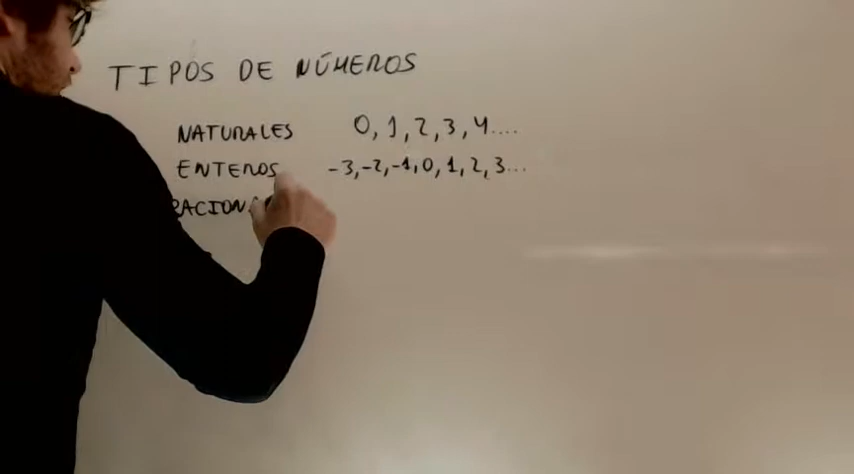 TIPOS DE NÚMEROS
NATURALES 0, 1, 2, 3, 4....
ENTEROS -3, -2, -1, 0, 1, 2, 3...